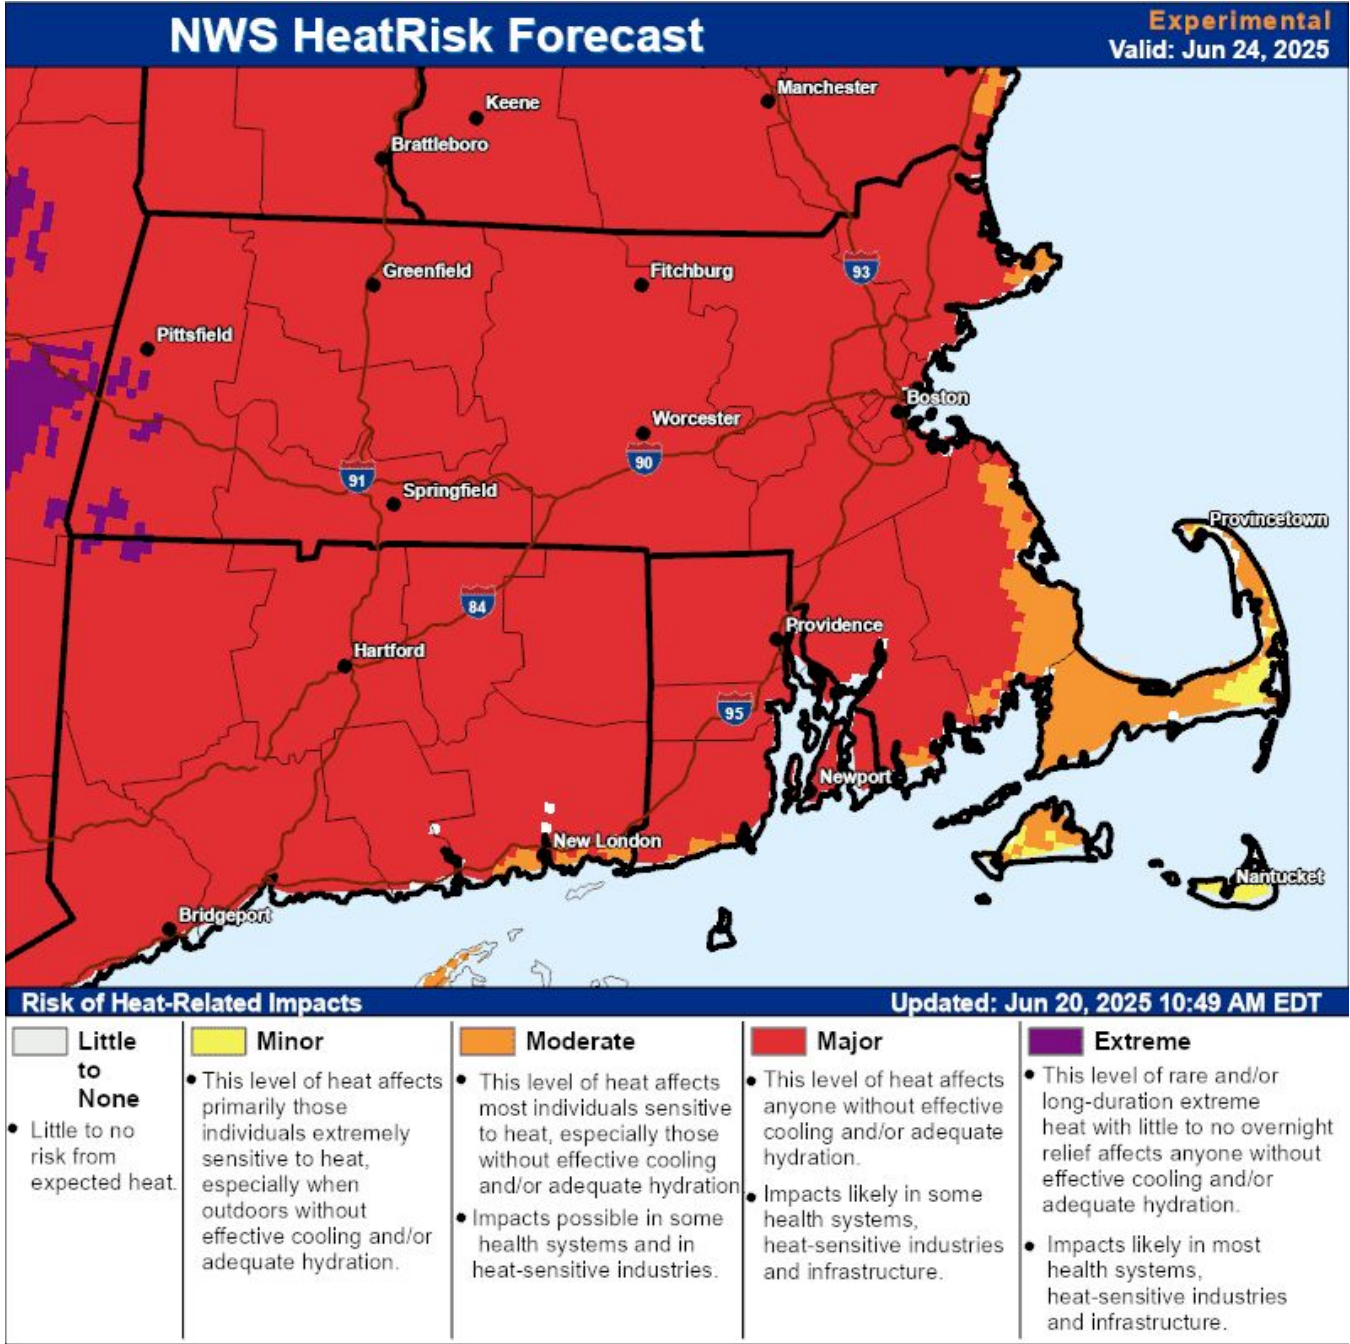 NWS HeatRisk Forecast
Experimental
Valid: Jun 24, 2025
Manchester
Keene
Brattleboro
Greenfield
Fitchburg
93
Pittsfield
Boston
Worcester
90
91
Springfield
Provincetown
84
Providence
Hartford
95
Newport
New London
Nantucket
Bridgeport
Risk of Heat-Related Impacts
Updated: Jun 20, 2025 10:49 AM EDT
Little
to
None
• Little to no
risk from
expected heat.
Minor
• This level of heat affects
primarily those
individuals extremely
sensitive to heat,
especially when
outdoors without
effective cooling and/or
adequate hydration.
Moderate
• This level of heat affects
most individuals sensitive
to heat, especially those
without effective cooling
and/or adequate hydration
• Impacts possible in some
health systems and in
heat-sensitive industries.
Major
• This level of heat affects
anyone without effective
cooling and/or adequate
hydration.
• Impacts likely in some
health systems,
heat-sensitive industries
and infrastructure.
Extreme
• This level of rare and/or
long-duration extreme
heat with little to no overnight
relief affects anyone without
effective cooling and/or
adequate hydration.
• Impacts likely in most
health systems,
heat-sensitive industries
and infrastructure.